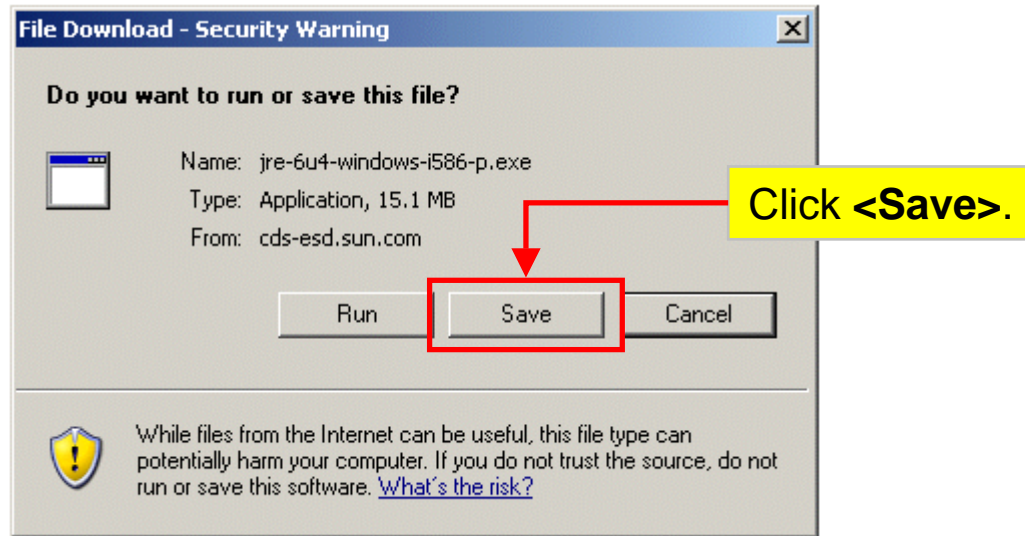 File Download - Security Warning
Do you want to run or save this file?
Name: jre-6u4-windows-i586-p.exe
Type: Application, 15.1 MB
From: cds-esd.sun.com
Click <Save>.
Run Save Cancel
While files from the Internet can be useful, this file type can
potentially harm your computer. If you do not trust the source, do not
run or save this software. What's the risk?